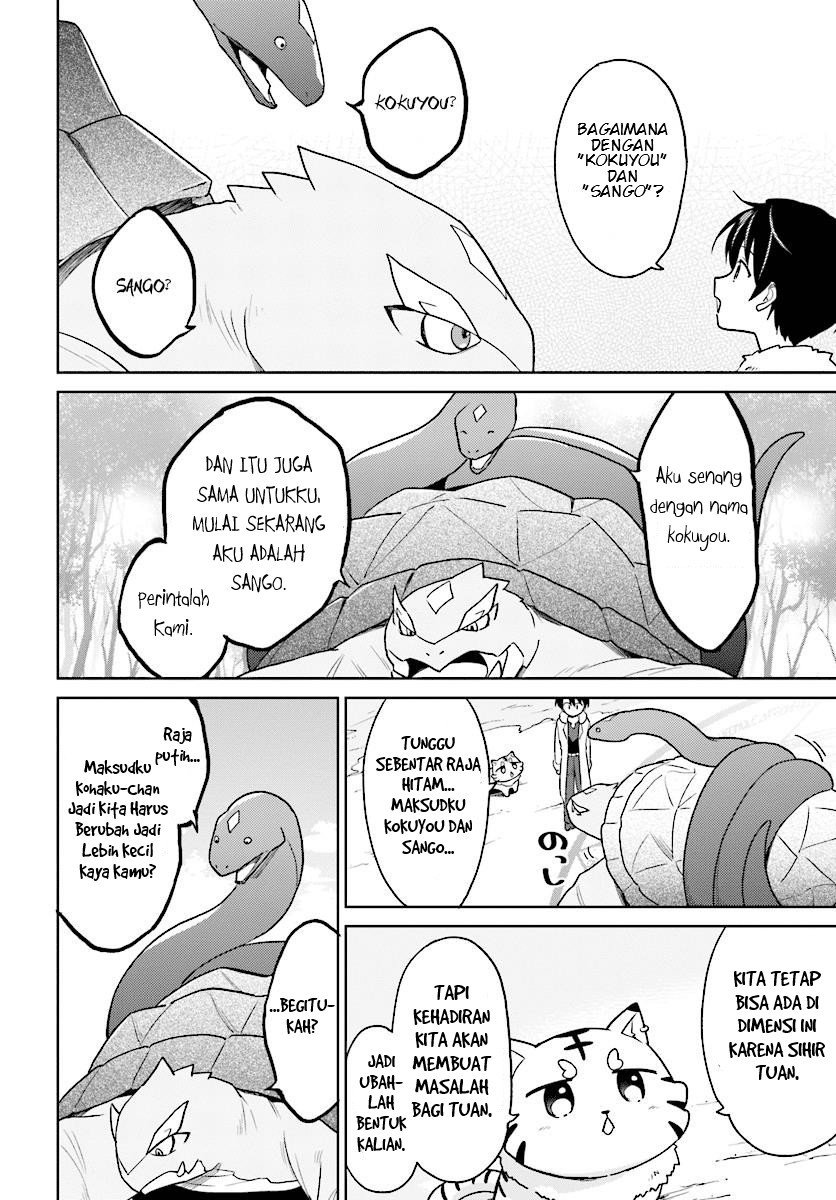 BAGAIMANA
DENGAN
"KOKUYOU"
DAN
"SANGO"?
KOKUYOU?
SANGO?
Aku senang
dengan nama
kokuyou.
DAN ITU JUGA
SAMA UNTUKKU,
MULAI SEKARANG
AKU ADALAH
SANGO.
perintalah
Kami.
TUNGGU
SEBENTAR RAJA
HITAM...
MAKSUDKU
KOKUYOU DAN
SANGO...
のっし
KITA TETAP
BISA ADA DI
DIMENSI INI
KARENA SIHIR
TUAN.
TAPI
KEHADIRAN
KITA AKAN
MEMBUAT
MASALAH
BAGI TUAN.
JADI
UBAH-
LAH
BENTUK
KALIAN.
Raja
putih...
Maksudku
Kohaku-Chan
Jadi Kita Harus
Berubah Jadi
Lebih Kecil
Kaya Kamu?
...BEGITU-
KAH?